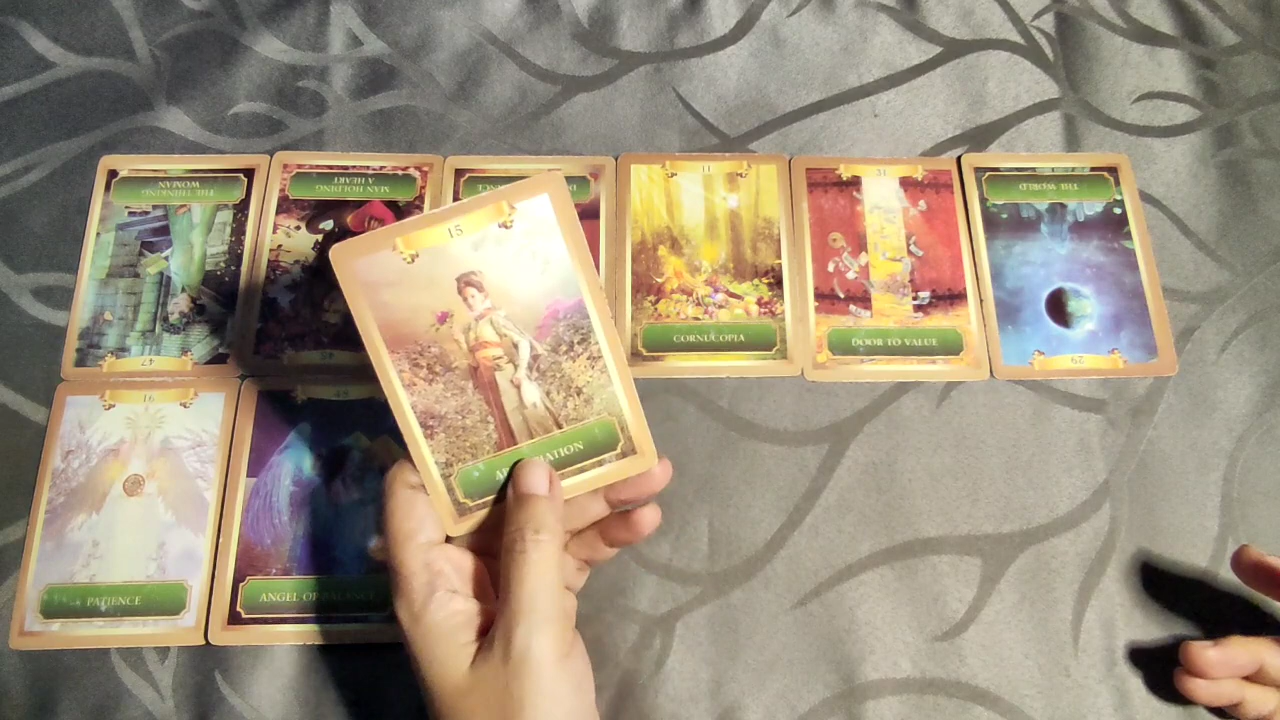 THE THINKING
WOMAN
47
MAN HOLDING
A HEART
15
11
CORNUCOPIA
31
DOOR TO VALUE
THE WORLD
29
16
PATIENCE
ANGEL OF BALANCE